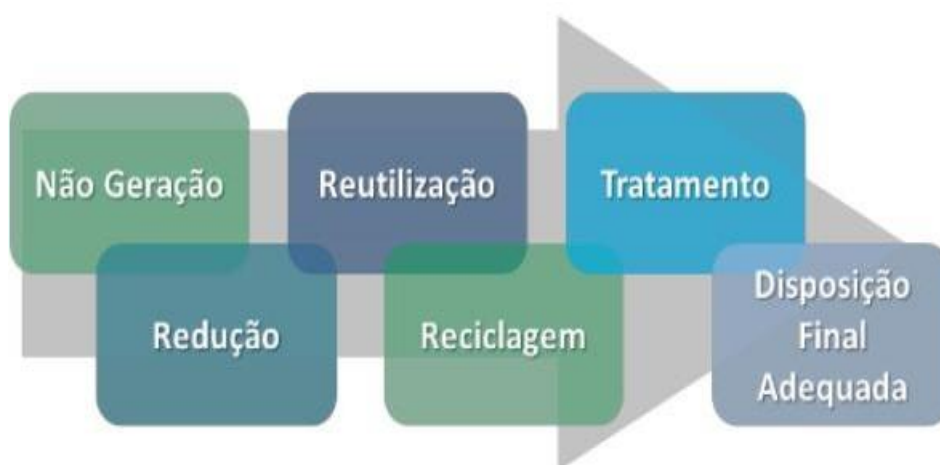 Não Geração
Redução
Reutilização
Reciclagem
Tratamento
Disposição
Final
Adequada